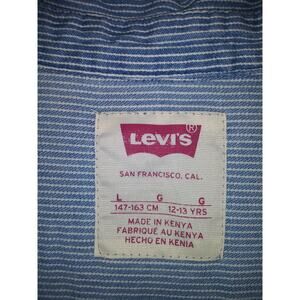 LEVI'S®
SAN FRANCISCO, CAL.
L G G
147-163 CM 12-13 YRS
MADE IN KENYA
FABRIQUÉ AU KENYA
HECHO EN KENIA